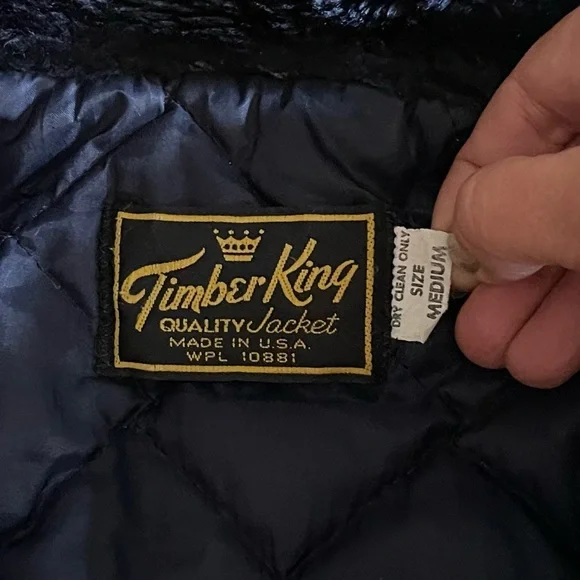 Timber King
QUALITY Jacket
MADE IN U.S.A.
WPL 10881
DRY CLEAN ONLY
SIZE
MEDIUM